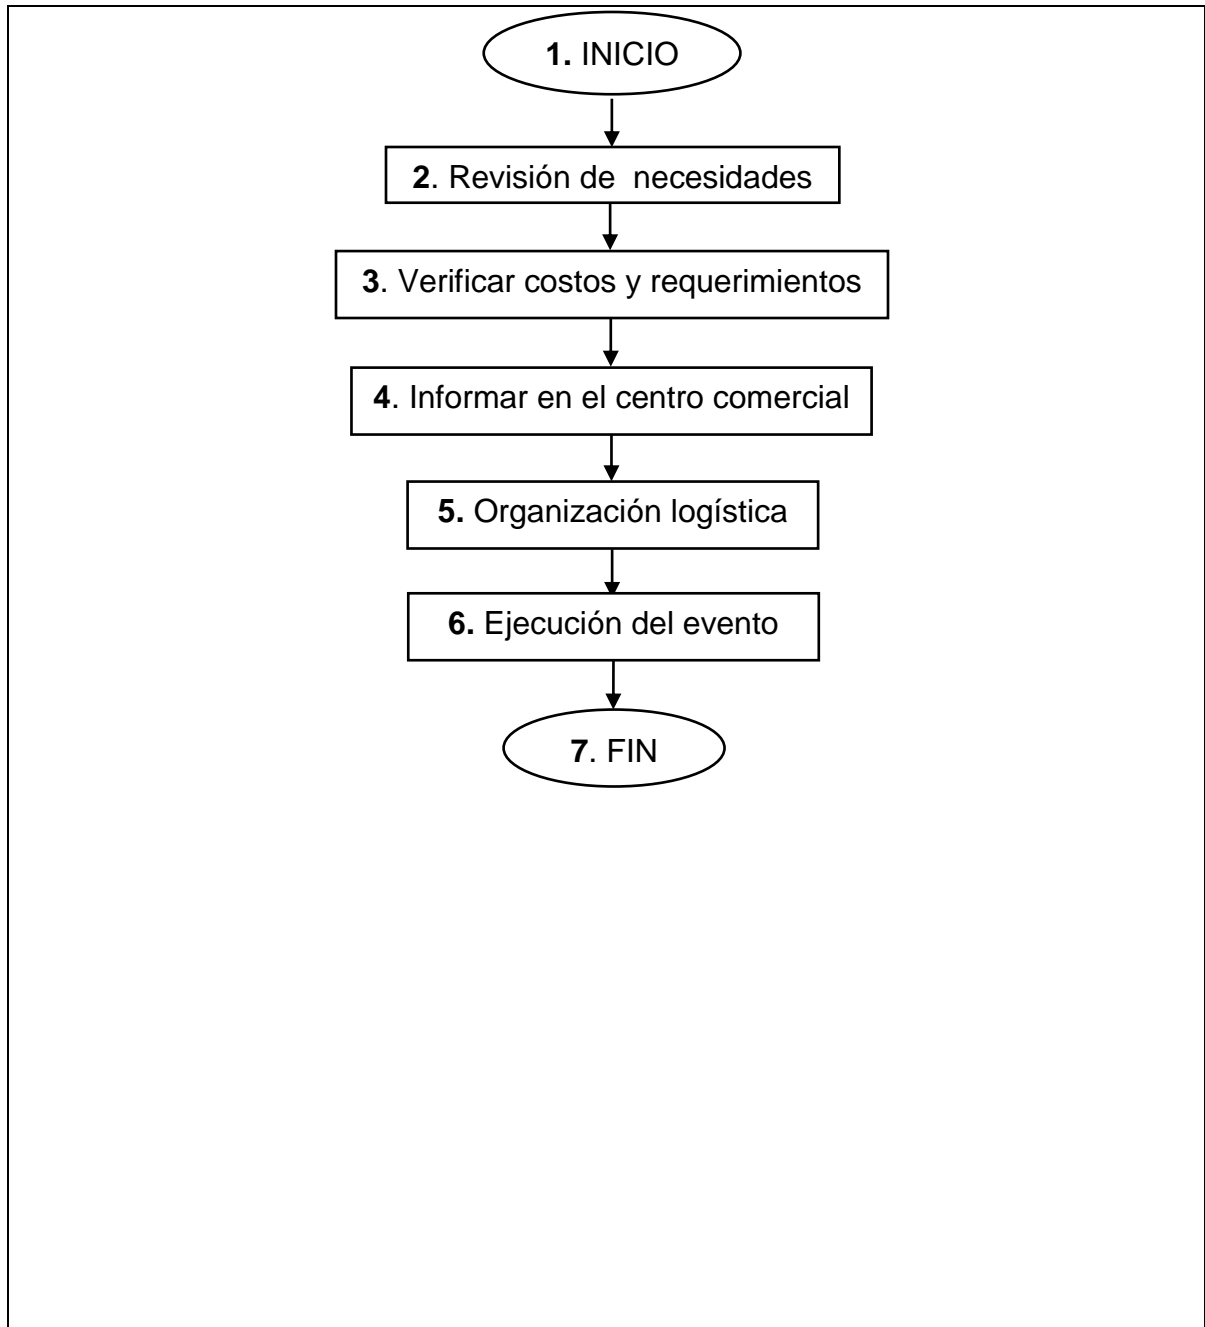 1. INICIO
2. Revisión de  necesidades
3. Verificar costos y requerimientos
4. Informar en el centro comercial
5. Organización logística
6. Ejecución del evento
7. FIN